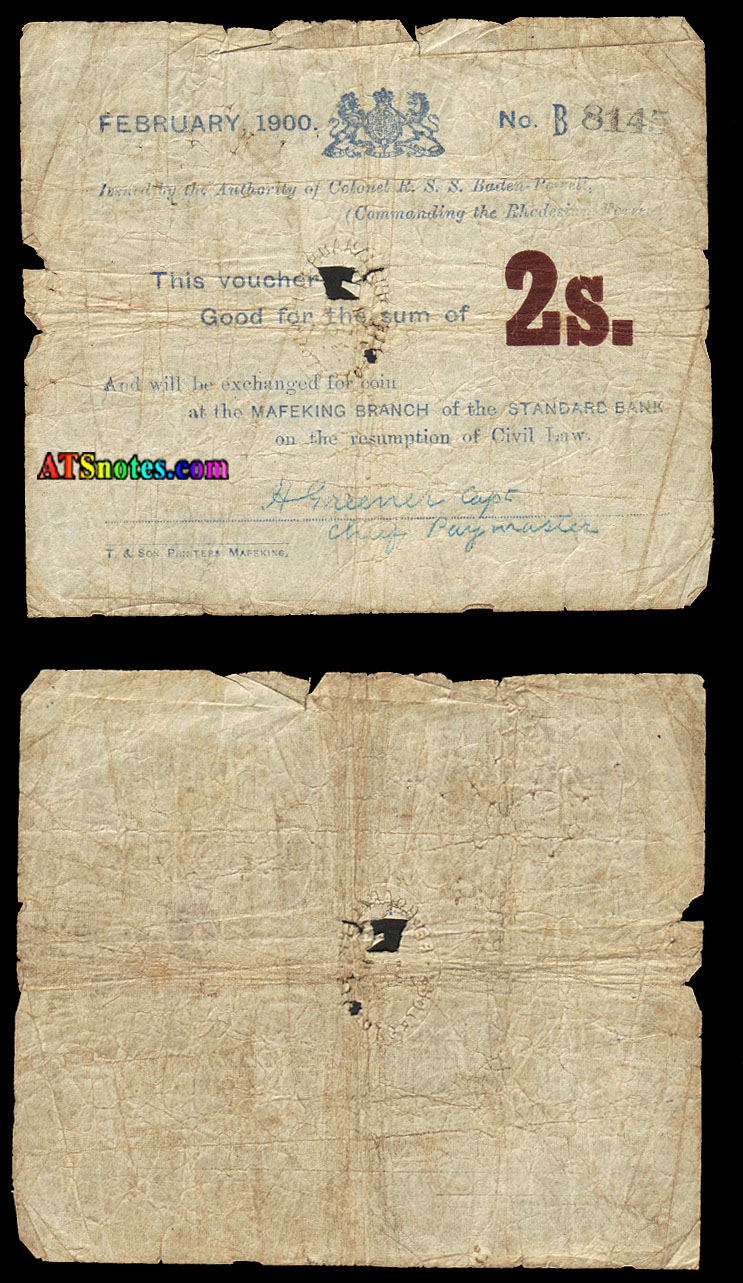 FEBRUARY, 1900.
No. B 8145
Issued by the Authority of Colonel R. S. S. Baden-Powell,
(Commanding the Rhodesian
This voucher
Good for the sum of
2s.
And will be exchanged for coin
at the MAFEKING BRANCH of the STANDARD BANK
on the resumption of Civil Law.
ATSnotes.com
H Greener Capt
Chief Paymaster
T. & SON PRINTERS MAFEKING.